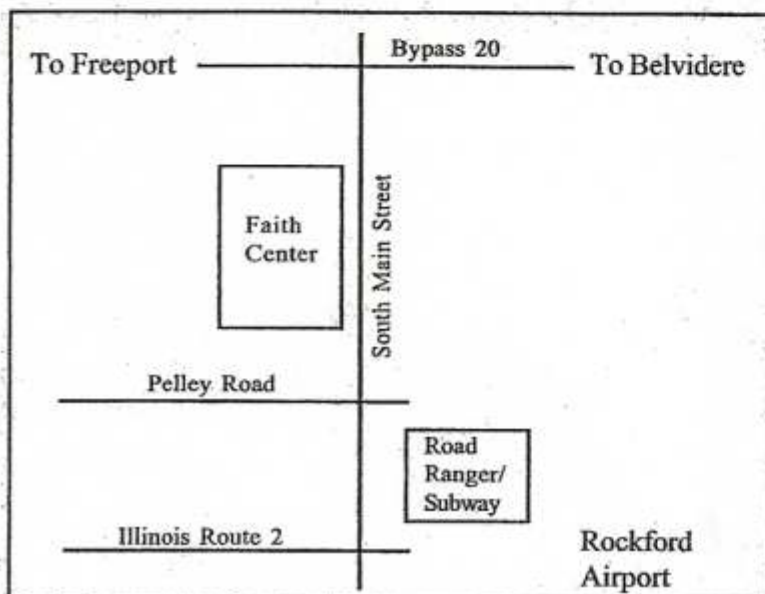 Bypass 20
To Freeport
To Belvidere
Faith
Center
South Main Street
Pelley Road
Road
Ranger/
Subway
Illinois Route 2
Rockford
Airport